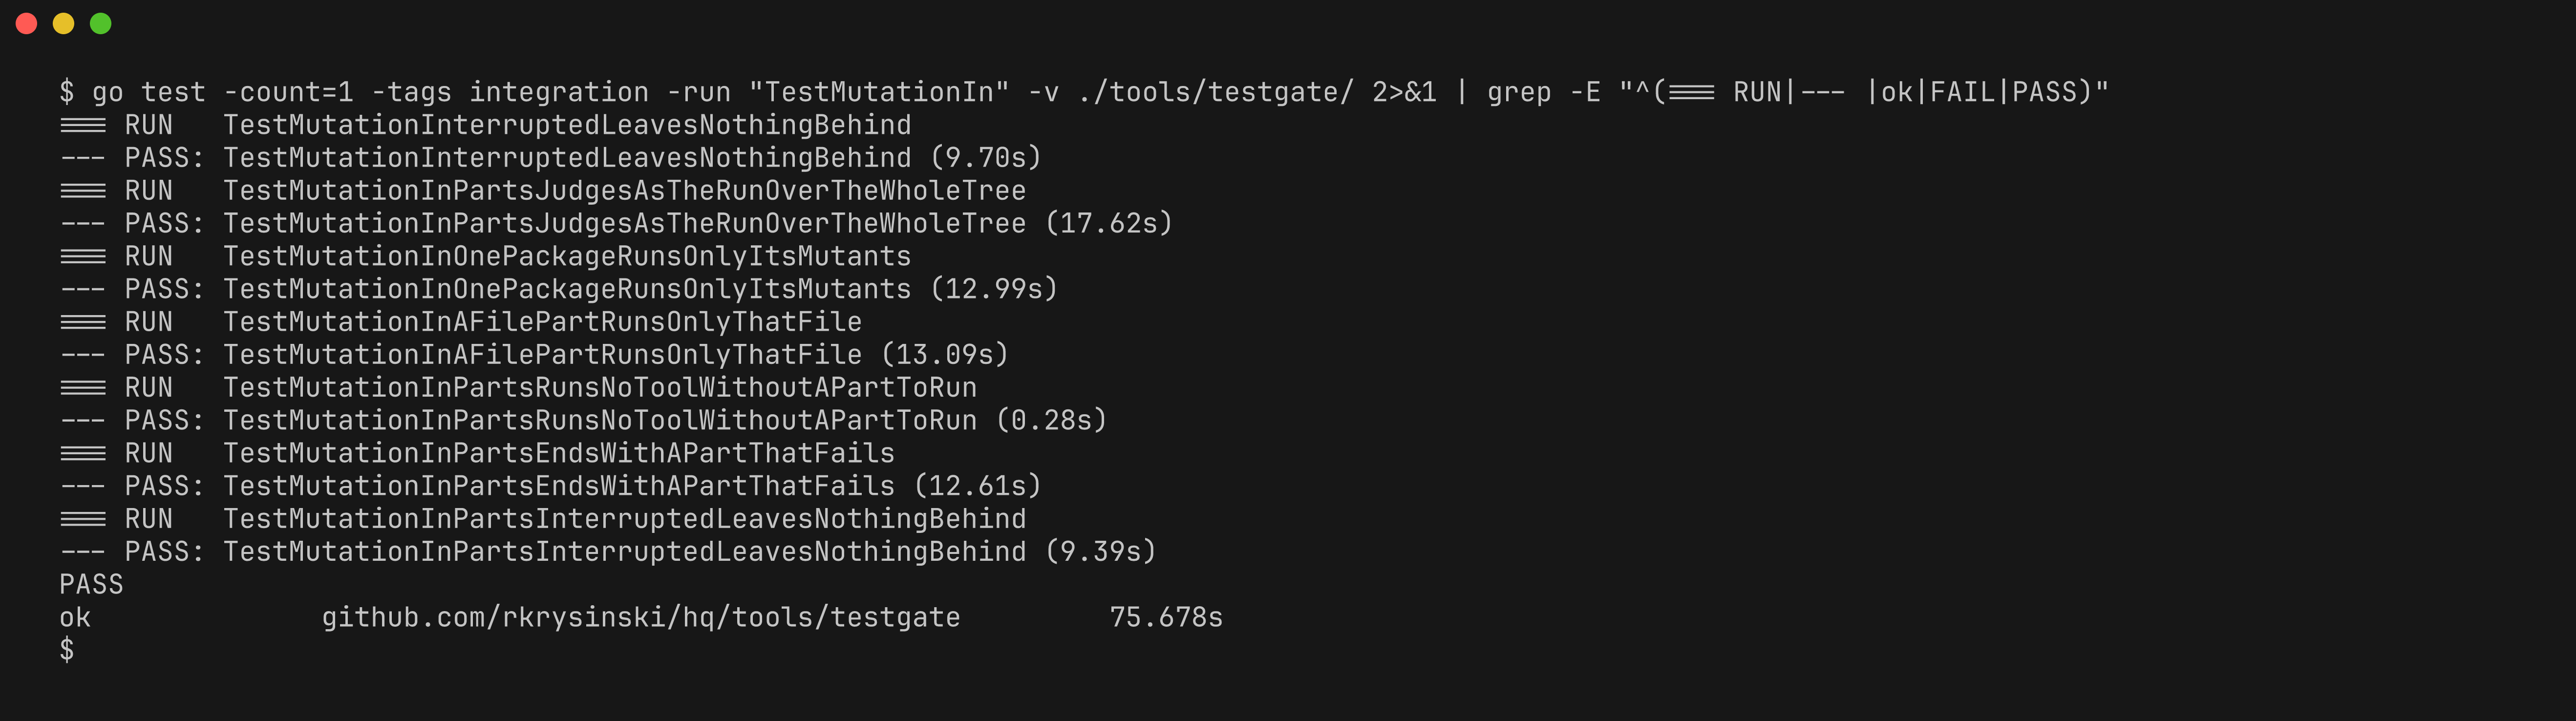 $ go test -count=1 -tags integration -run "TestMutationIn" -v ./tools/testgate/ 2>&1 | grep -E "^(=== RUN|--- |ok|FAIL|PASS)"
=== RUN   TestMutationInterruptedLeavesNothingBehind
--- PASS: TestMutationInterruptedLeavesNothingBehind (9.70s)
=== RUN   TestMutationInPartsJudgesAsTheRunOverTheWholeTree
--- PASS: TestMutationInPartsJudgesAsTheRunOverTheWholeTree (17.62s)
=== RUN   TestMutationInOnePackageRunsOnlyItsMutants
--- PASS: TestMutationInOnePackageRunsOnlyItsMutants (12.99s)
=== RUN   TestMutationInAFilePartRunsOnlyThatFile
--- PASS: TestMutationInAFilePartRunsOnlyThatFile (13.09s)
=== RUN   TestMutationInPartsRunsNoToolWithoutAPartToRun
--- PASS: TestMutationInPartsRunsNoToolWithoutAPartToRun (0.28s)
=== RUN   TestMutationInPartsEndsWithAPartThatFails
--- PASS: TestMutationInPartsEndsWithAPartThatFails (12.61s)
=== RUN   TestMutationInPartsInterruptedLeavesNothingBehind
--- PASS: TestMutationInPartsInterruptedLeavesNothingBehind (9.39s)
PASS
ok      github.com/rkrysinski/hq/tools/testgate 75.678s
$